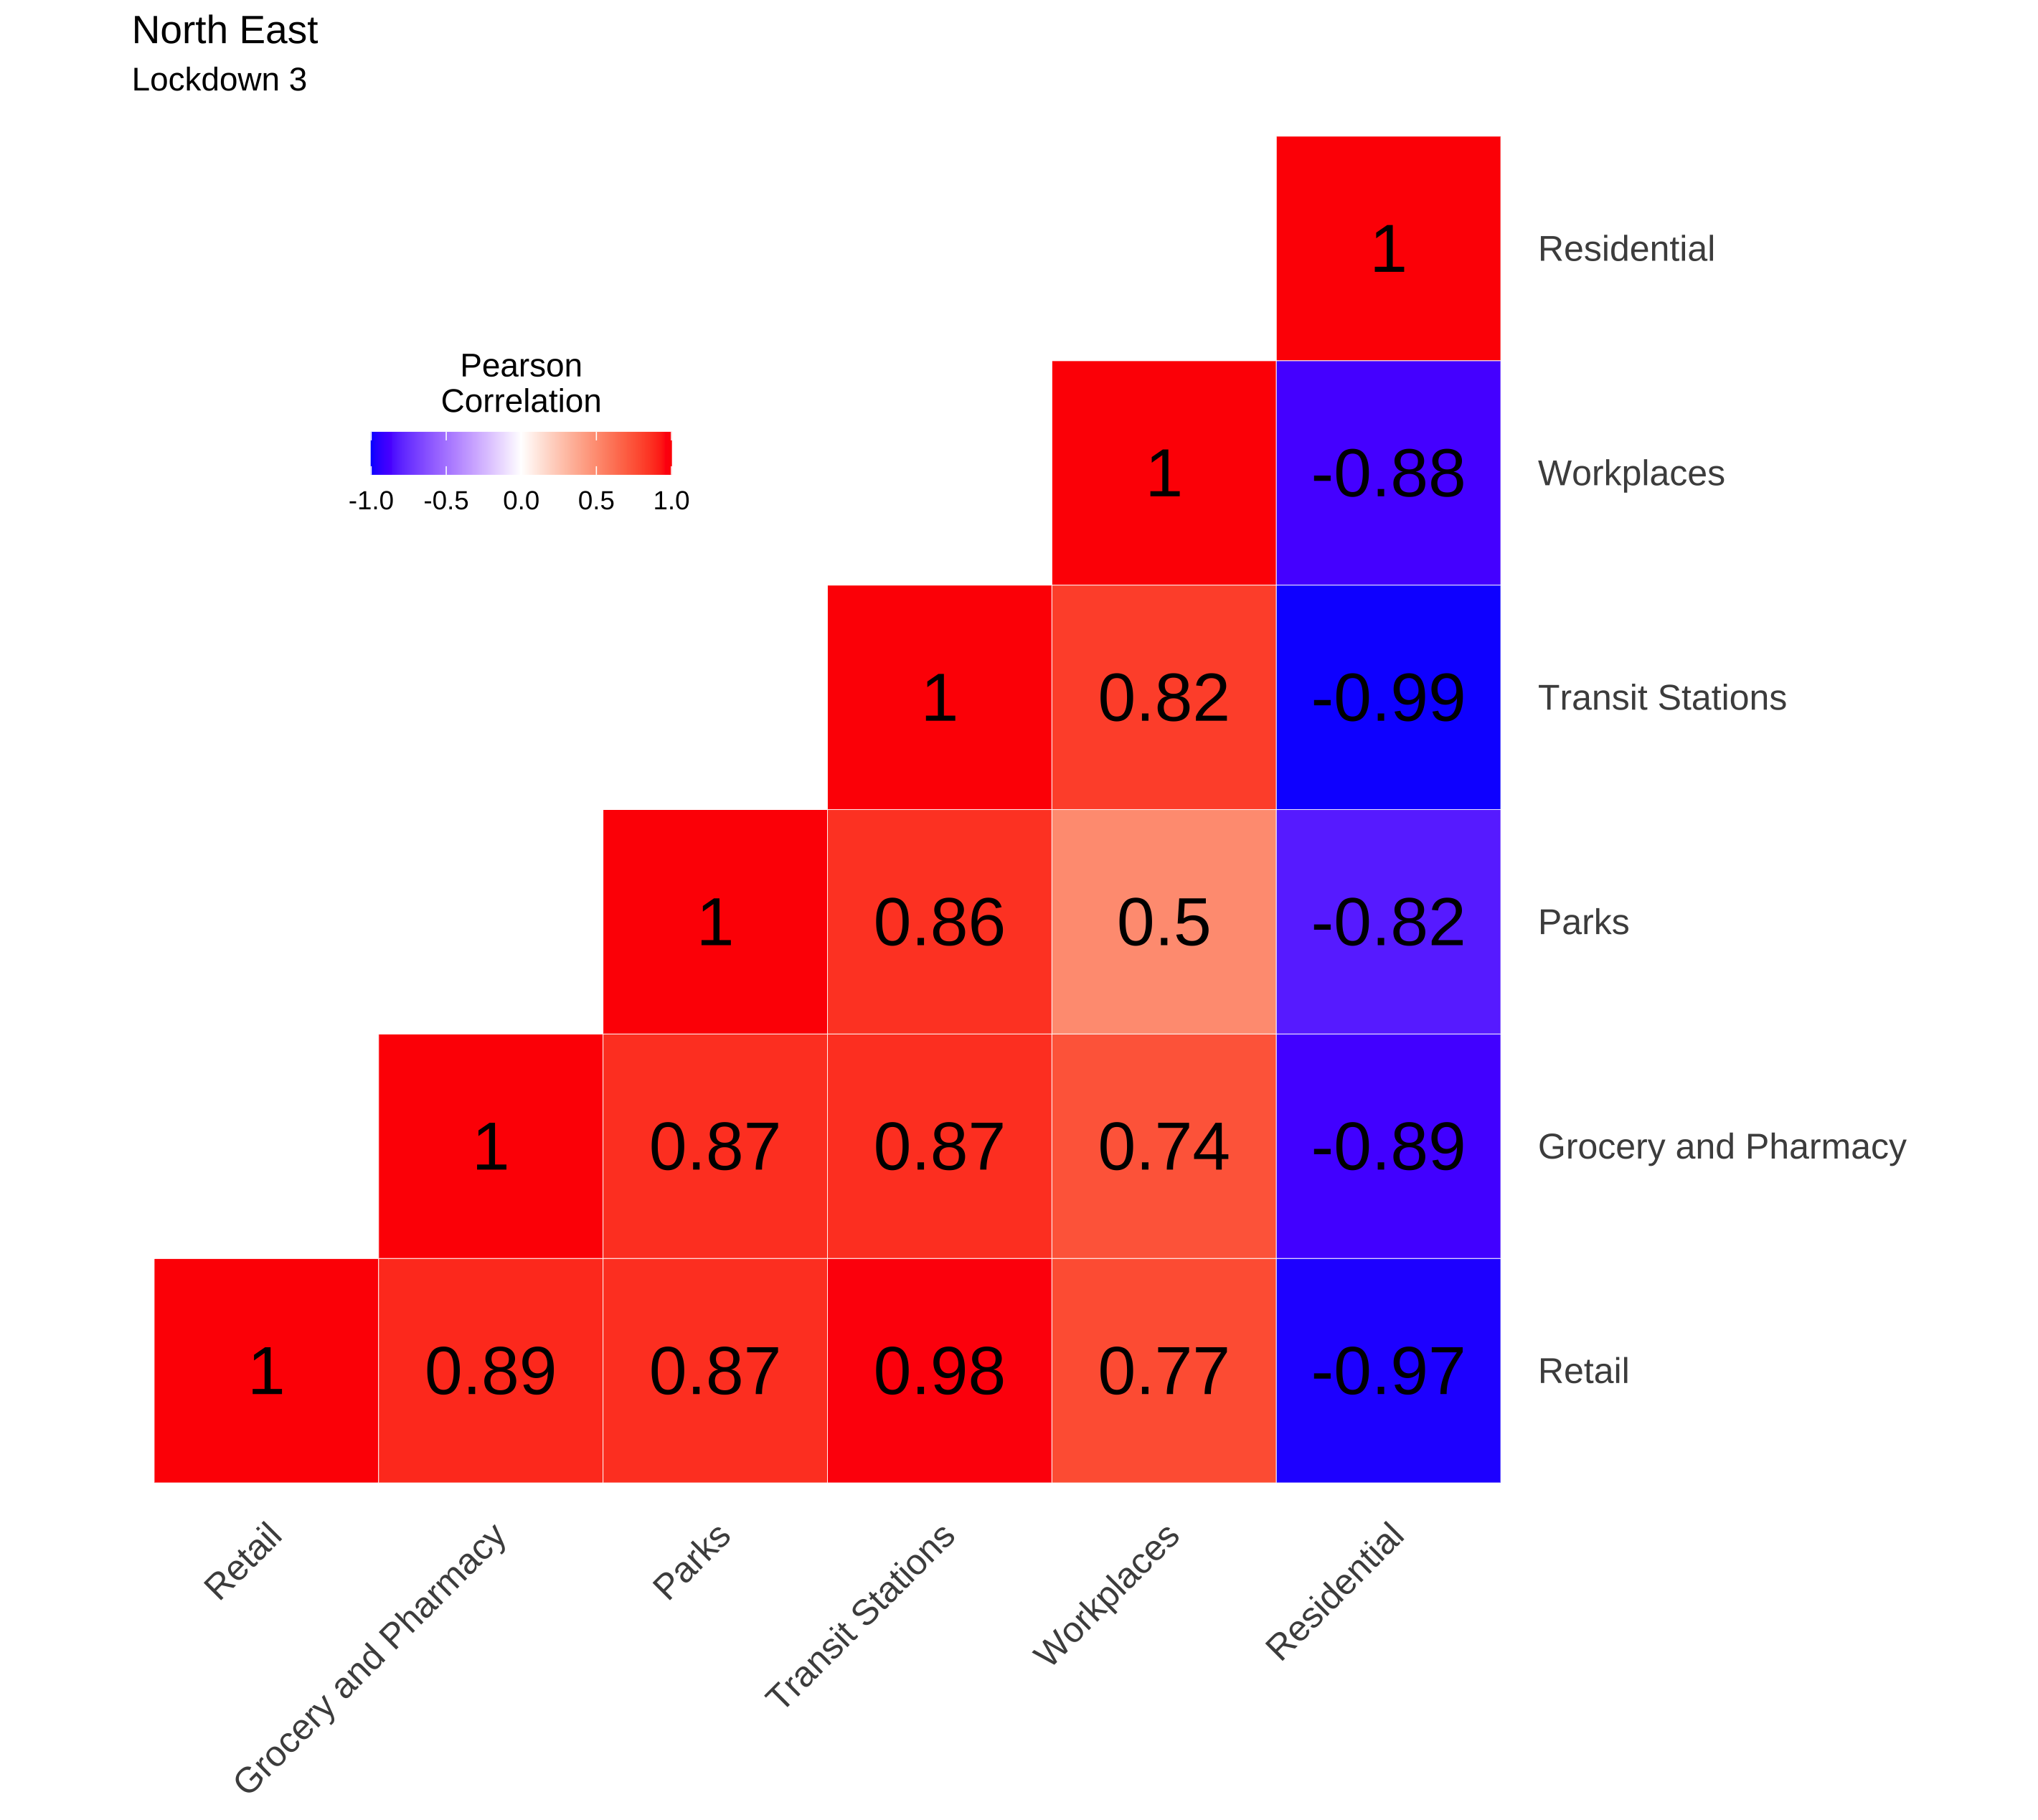 North East
Lockdown 3
1
Residential
Pearson
Correlation
-1.0 -0.5 0.0 0.5 1.0
1 -0.88 Workplaces
1 0.82 -0.99 Transit Stations
1 0.86 0.5 -0.82 Parks
1 0.87 0.87 0.74 -0.89 Grocery and Pharmacy
1 0.89 0.87 0.98 0.77 -0.97 Retail
Retail
Grocery and Pharmacy
Parks
Transit Stations
Workplaces
Residential